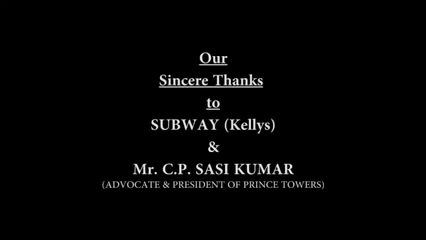 Our
Sincere Thanks
to
SUBWAY (Kellys)
&
Mr. C.P. SASI KUMAR
(ADVOCATE & PRESIDENT OF PRINCE TOWERS)